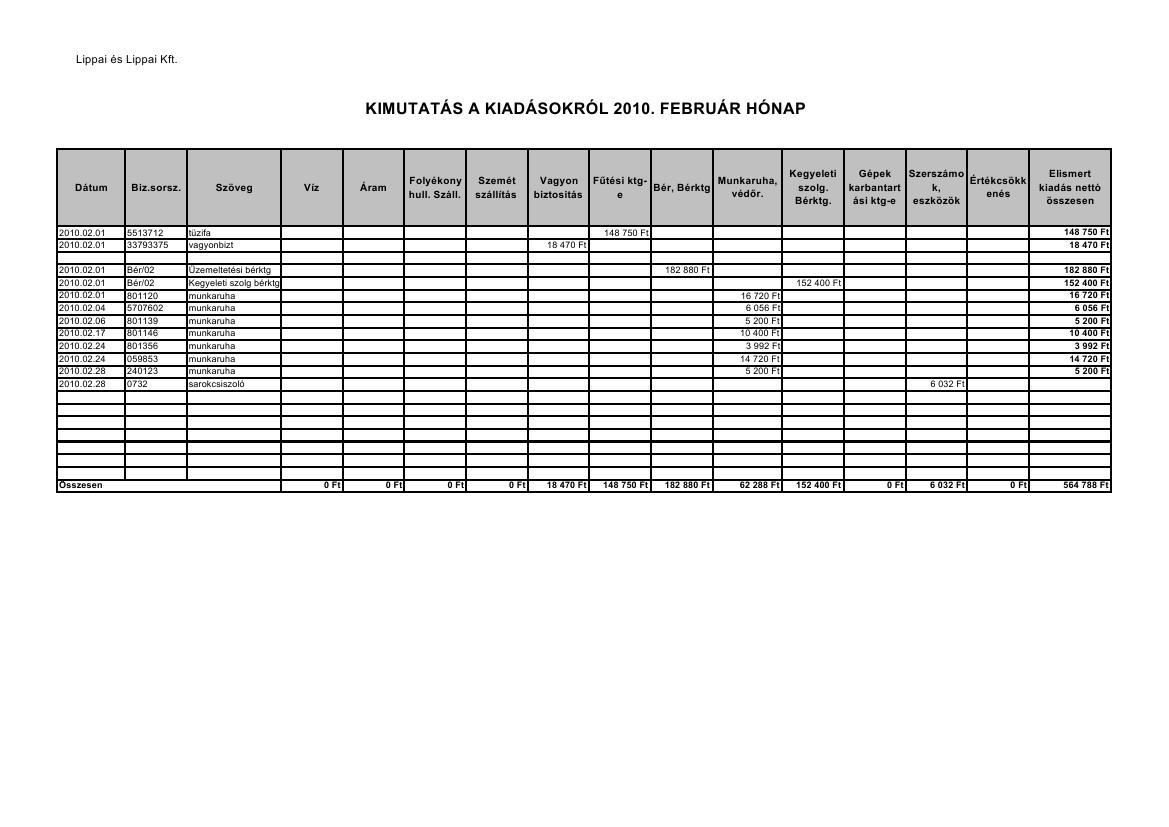 Lippai és Lippai Kft.
KIMUTATÁS A KIADÁSOKRÓL 2010. FEBRUÁR HÓNAP
Dátum Biz.sorsz. Szöveg Víz Áram Folyékony hull. Száll. Szemét szállítás Vagyon biztosítás Fűtési ktg-e Bér, Bérktg Munkaruha, védőr. Kegyeleti szolg. Bérktg. Gépek karbantartási ktg-e Szerszámok, eszközök Értékcsökkenés Elismert kiadás nettó összesen
2010.02.01 5513712 tüzifa 148 750 Ft 148 750 Ft
2010.02.01 33793375 vagyonbizt 18 470 Ft 18 470 Ft
2010.02.01 Bér/02 Üzemeltetési bérktg 182 880 Ft 182 880 Ft
2010.02.01 Bér/02 Kegyeleti szolg bérktg 152 400 Ft 152 400 Ft
2010.02.01 801120 munkaruha 16 720 Ft 16 720 Ft
2010.02.04 5707602 munkaruha 6 056 Ft 6 056 Ft
2010.02.06 801139 munkaruha 5 200 Ft 5 200 Ft
2010.02.17 801146 munkaruha 10 400 Ft 10 400 Ft
2010.02.24 801356 munkaruha 3 992 Ft 3 992 Ft
2010.02.24 059853 munkaruha 14 720 Ft 14 720 Ft
2010.02.28 240123 munkaruha 5 200 Ft 5 200 Ft
2010.02.28 0732 sarokcsiszoló 6 032 Ft
Összesen 0 Ft 0 Ft 0 Ft 0 Ft 18 470 Ft 148 750 Ft 182 880 Ft 62 288 Ft 152 400 Ft 0 Ft 6 032 Ft 0 Ft 564 788 Ft